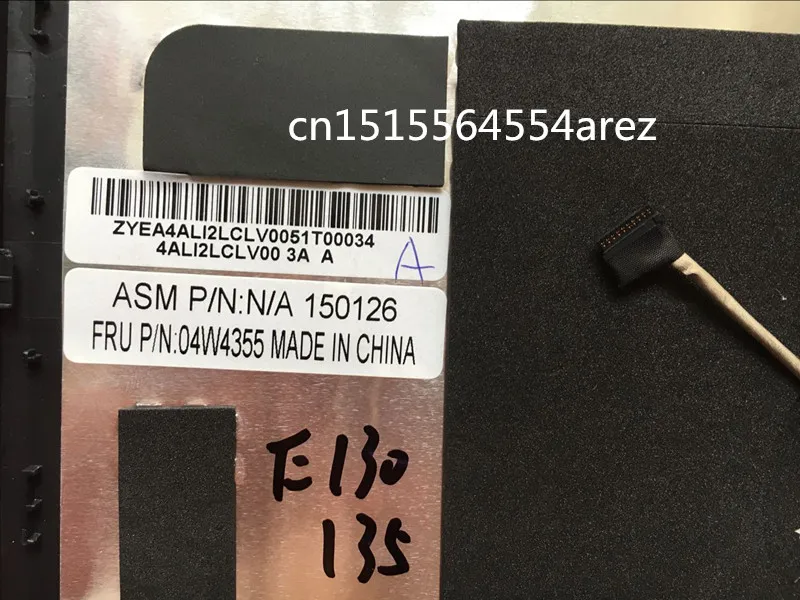 cn1515564554arez
ZYEA4ALI2LCLV0051T00034
4ALI2LCLV00 3A A
A
ASM P/N:N/A 150126
FRU P/N:04W4355 MADE IN CHINA
E130
135